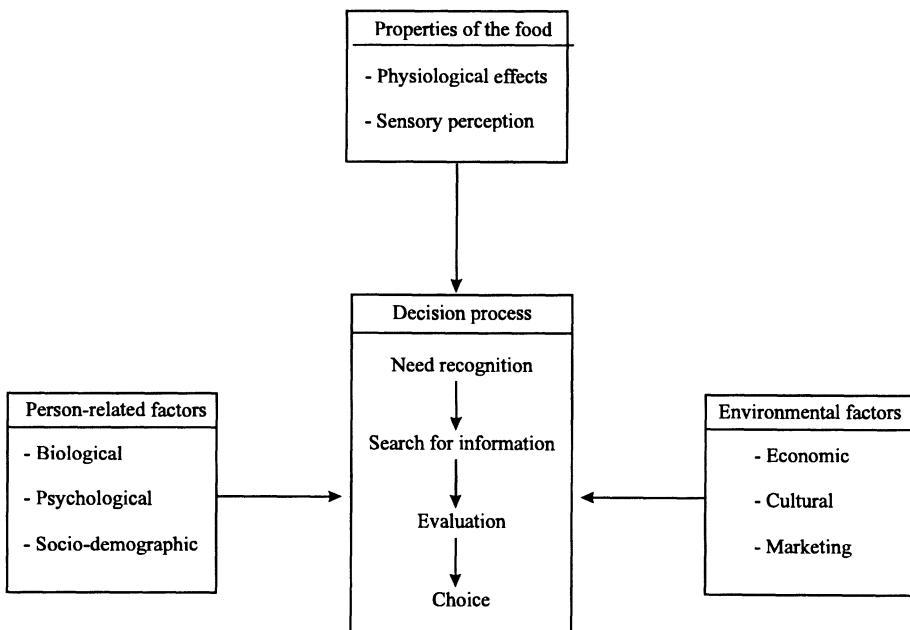 Properties of the food
- Physiological effects
- Sensory perception
Decision process
Need recognition
Search for information
Evaluation
Choice
Person-related factors
- Biological
- Psychological
- Socio-demographic
Environmental factors
- Economic
- Cultural
- Marketing